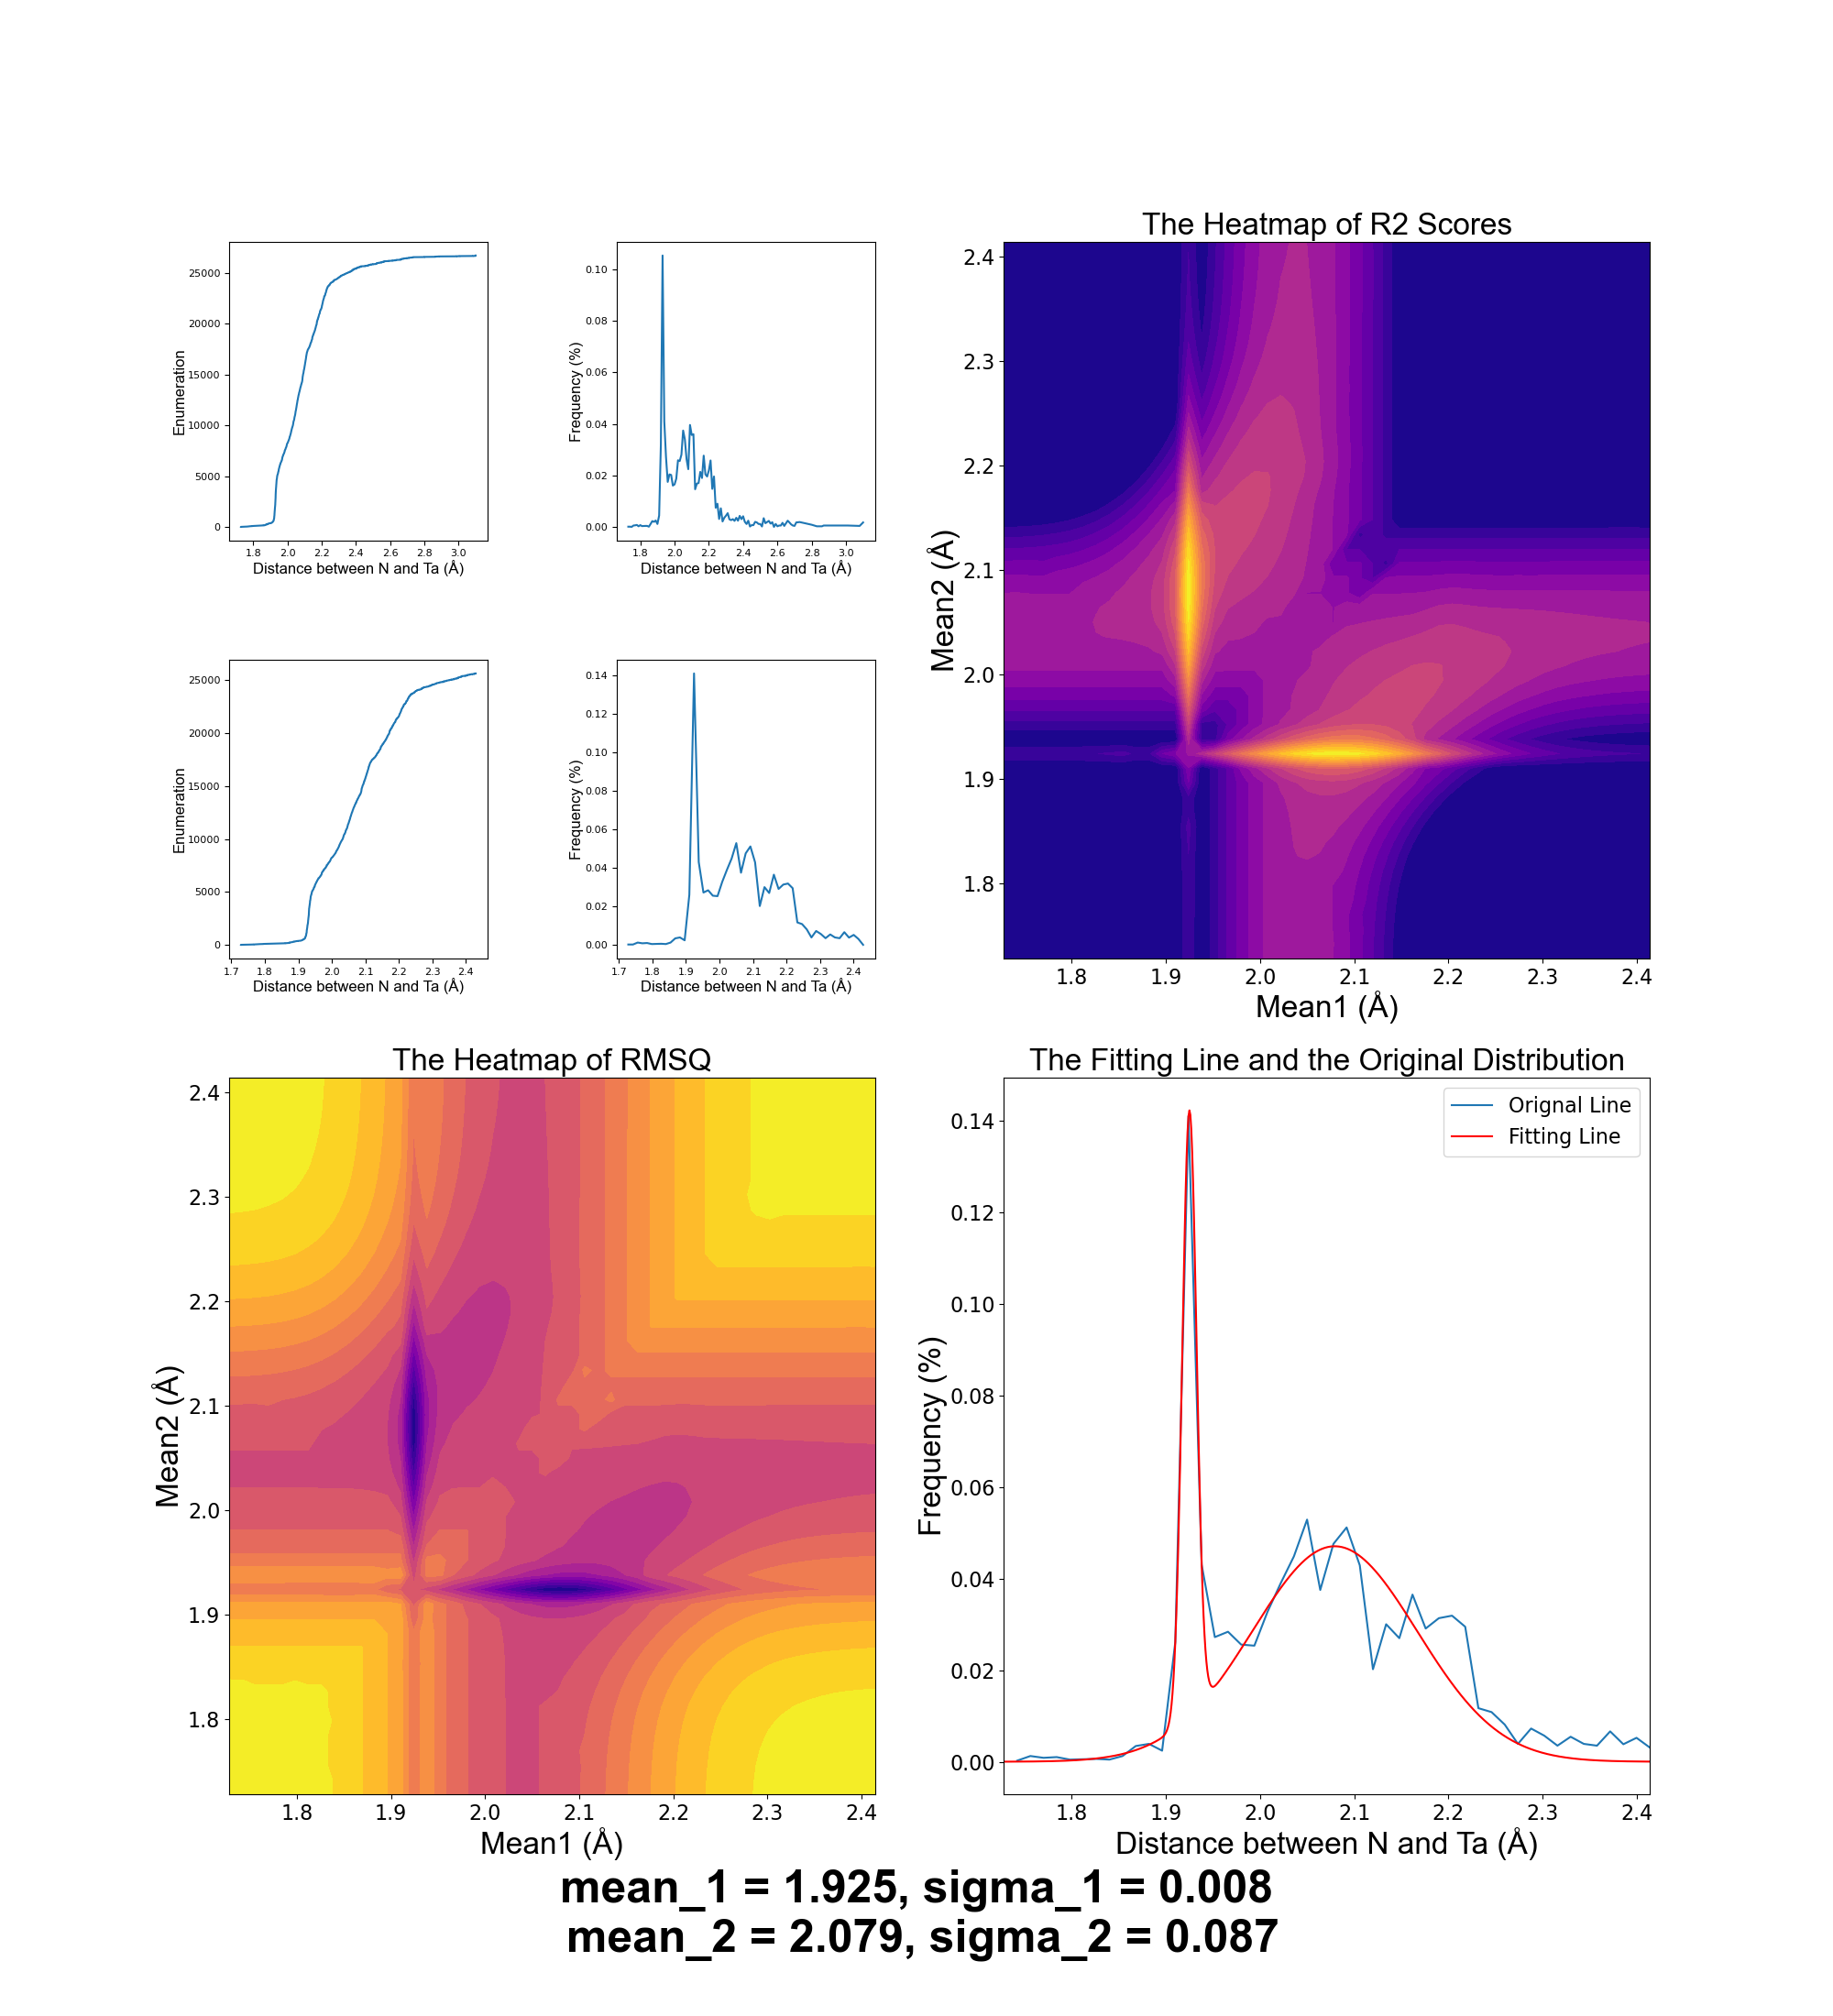 25000
20000
15000
10000
5000
0
Enumeration
1.8 2.0 2.2 2.4 2.6 2.8 3.0
Distance between N and Ta (Å)
0.10
0.08
0.06
0.04
0.02
0.00
Frequency (%)
1.8 2.0 2.2 2.4 2.6 2.8 3.0
Distance between N and Ta (Å)
The Heatmap of R2 Scores
2.4
2.3
2.2
2.1
2.0
1.9
1.8
Mean2 (Å)
1.8 1.9 2.0 2.1 2.2 2.3 2.4
Mean1 (Å)
25000
20000
15000
10000
5000
0
Enumeration
1.7 1.8 1.9 2.0 2.1 2.2 2.3 2.4
Distance between N and Ta (Å)
0.14
0.12
0.10
0.08
0.06
0.04
0.02
0.00
Frequency (%)
1.7 1.8 1.9 2.0 2.1 2.2 2.3 2.4
Distance between N and Ta (Å)
The Heatmap of RMSQ
2.4
2.3
2.2
2.1
2.0
1.9
1.8
Mean2 (Å)
1.8 1.9 2.0 2.1 2.2 2.3 2.4
Mean1 (Å)
The Fitting Line and the Original Distribution
Orignal Line
Fitting Line
0.14
0.12
0.10
0.08
0.06
0.04
0.02
0.00
Frequency (%)
1.8 1.9 2.0 2.1 2.2 2.3 2.4
Distance between N and Ta (Å)
mean_1 = 1.925, sigma_1 = 0.008
mean_2 = 2.079, sigma_2 = 0.087